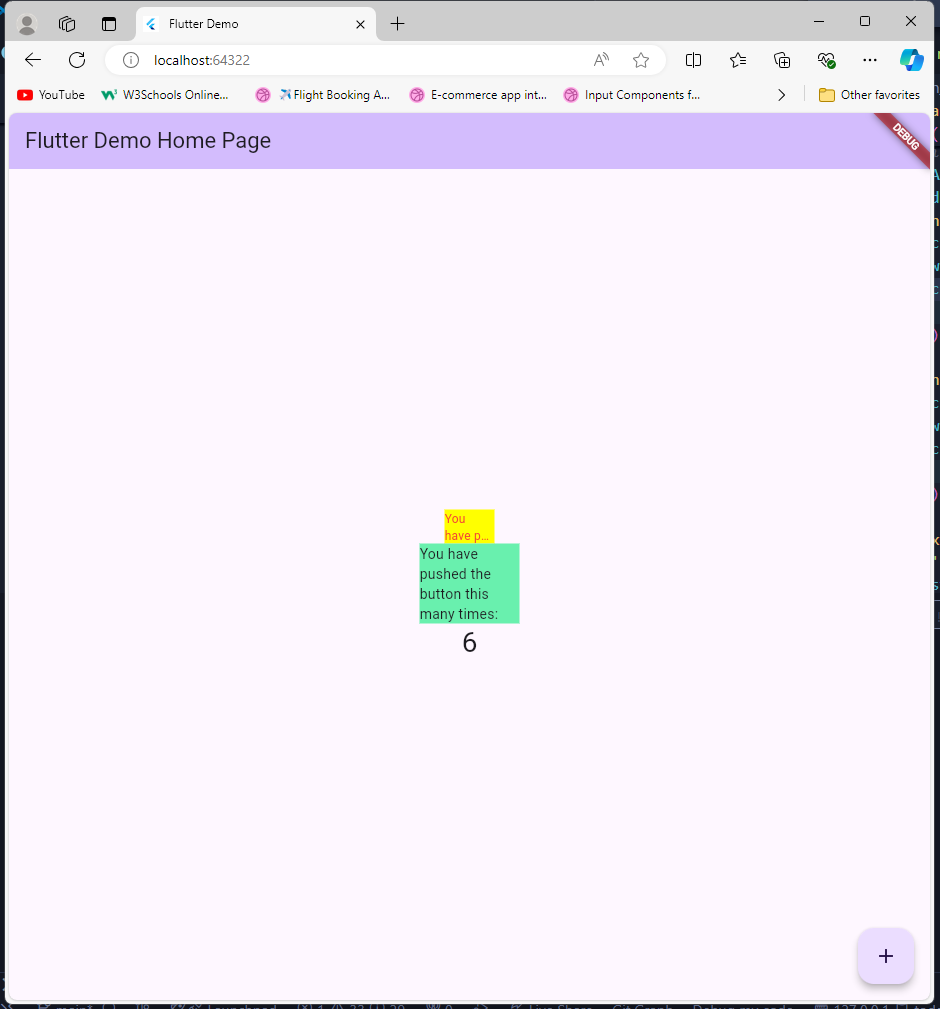 Flutter Demo
localhost:64322
YouTube
W3Schools Online...
Flight Booking A...
E-commerce app int...
Input Components f...
Other favorites
Flutter Demo Home Page
DEBUG
You
have p...
You have
pushed the
button this
many times:
6